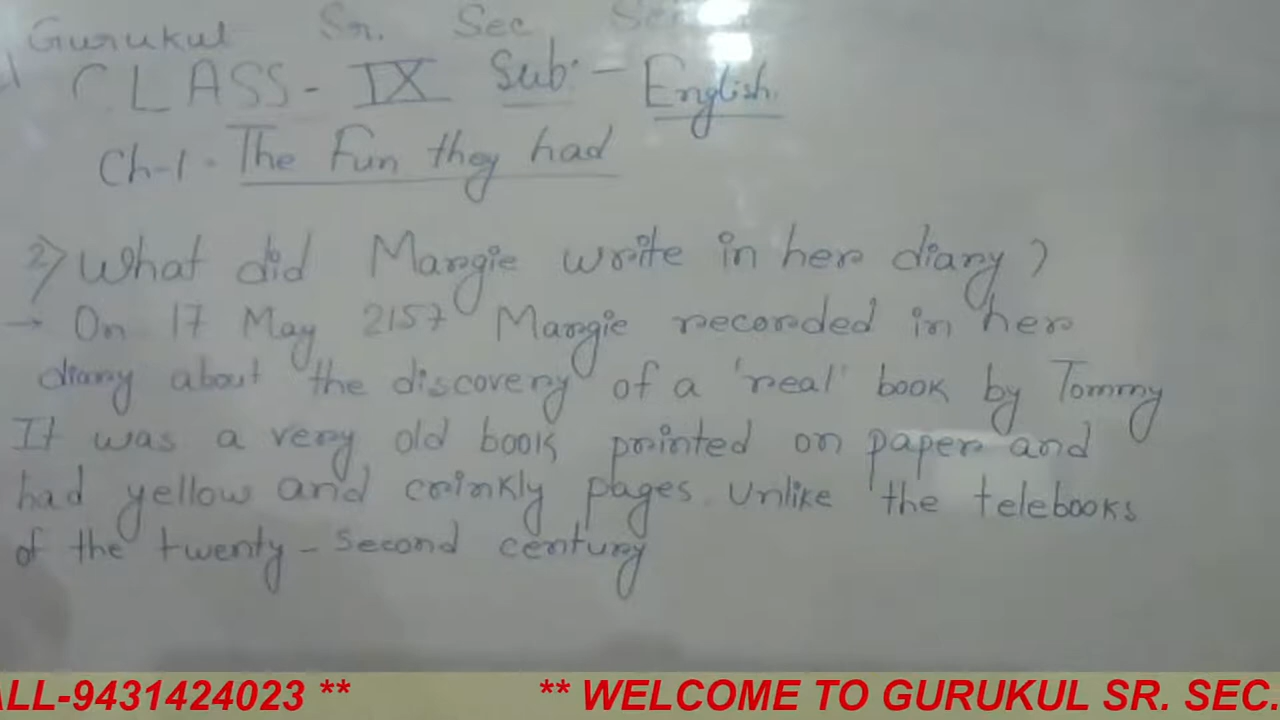 Gurukul Sr. Sec
CLASS- IX Sub:- English.
Ch-1. The Fun they had
2) What did Margie write in her diary ?
→ On 17 May 2157 Margie recorded in her
diary about the discovery of a 'real' book by Tommy
It was a very old book printed on paper and
had yellow and crinkly pages. Unlike the telebooks
of the twenty-second century
ALL-9431424023 ** ** WELCOME TO GURUKUL SR. SEC.